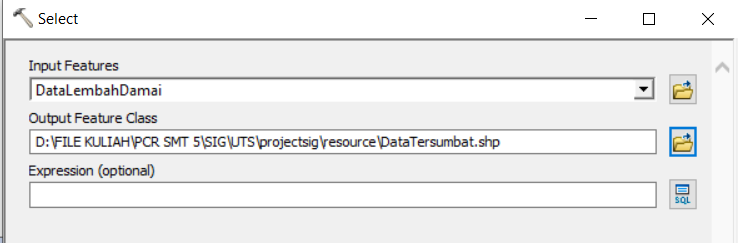 Select
Input Features
DataLembahDamai
Output Feature Class
D:\FILE KULIAH\PCR SMT 5\SIG\UTS\projectsig\resource\DataTersumbat.shp
Expression (optional)
SQL